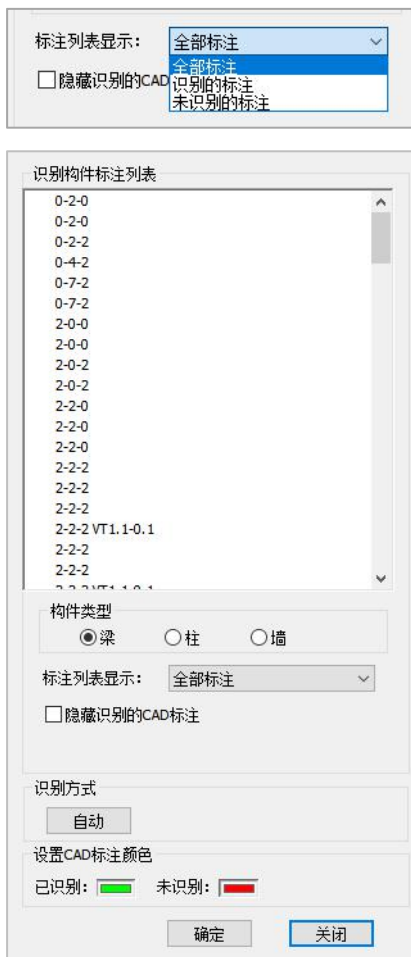 标注列表显示： 全部标注
全部标注
隐藏识别的CAD 识别的标注
未识别的标注
识别构件标注列表
0-2-0
0-2-0
0-2-2
0-4-2
0-7-2
0-7-2
2-0-0
2-0-0
2-0-2
2-0-2
2-2-0
2-2-0
2-2-0
2-2-2
2-2-2
2-2-2
2-2-2 VT1.1-0.1
2-2-2
2-2-2
构件类型
梁 柱 墙
标注列表显示： 全部标注
隐藏识别的CAD标注
识别方式
自动
设置CAD标注颜色
已识别： 未识别：
确定 关闭